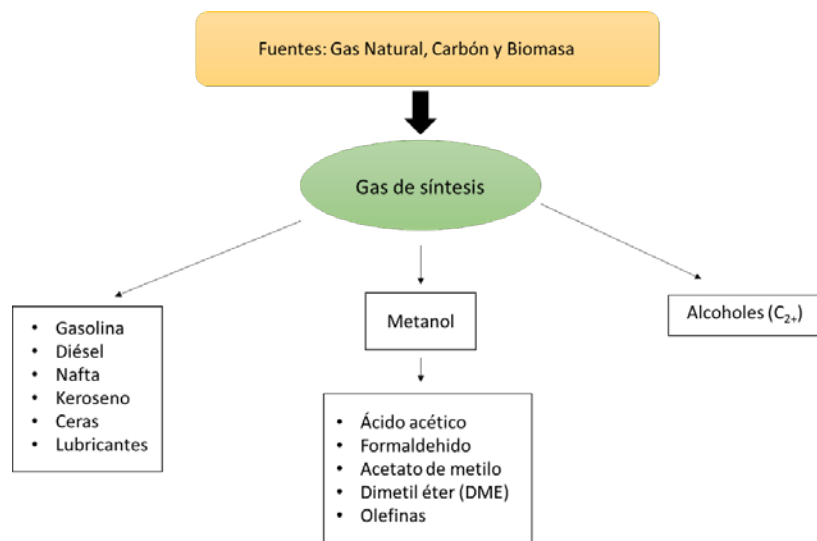 Fuentes: Gas Natural, Carbón y Biomasa
Gas de síntesis
• Gasolina
• Diésel
• Nafta
• Keroseno
• Ceras
• Lubricantes
Metanol
• Ácido acético
• Formaldehido
• Acetato de metilo
• Dimetil éter (DME)
• Olefinas
Alcoholes (C₂₊)